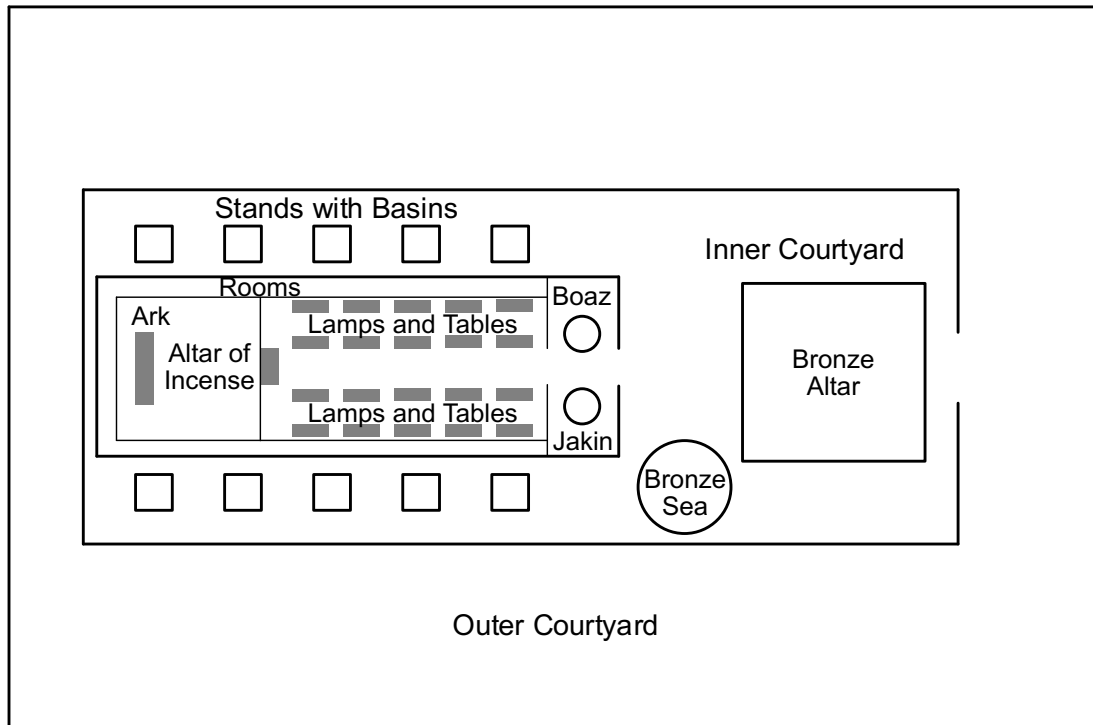 Stands with Basins
Inner Courtyard
Rooms
Boaz
Ark
Lamps and Tables
Altar of
Incense
Bronze
Altar
Lamps and Tables
Jakin
Bronze
Sea
Outer Courtyard